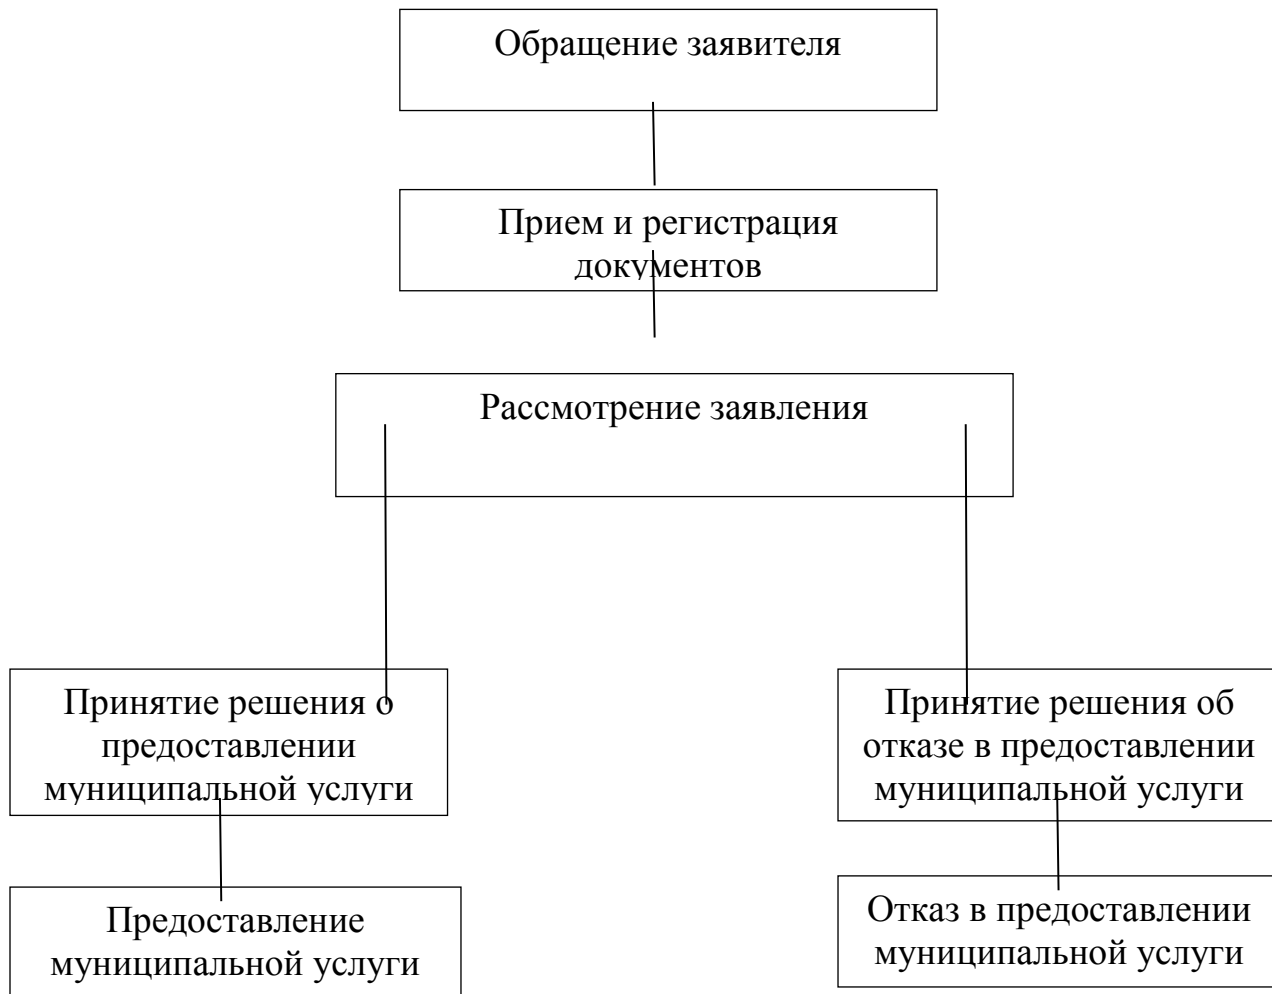 Обращение заявителя
Прием и регистрация
документов
Рассмотрение заявления
Принятие решения о
предоставлении
муниципальной услуги
Принятие решения об
отказе в предоставлении
муниципальной услуги
Предоставление
муниципальной услуги
Отказ в предоставлении
муниципальной услуги